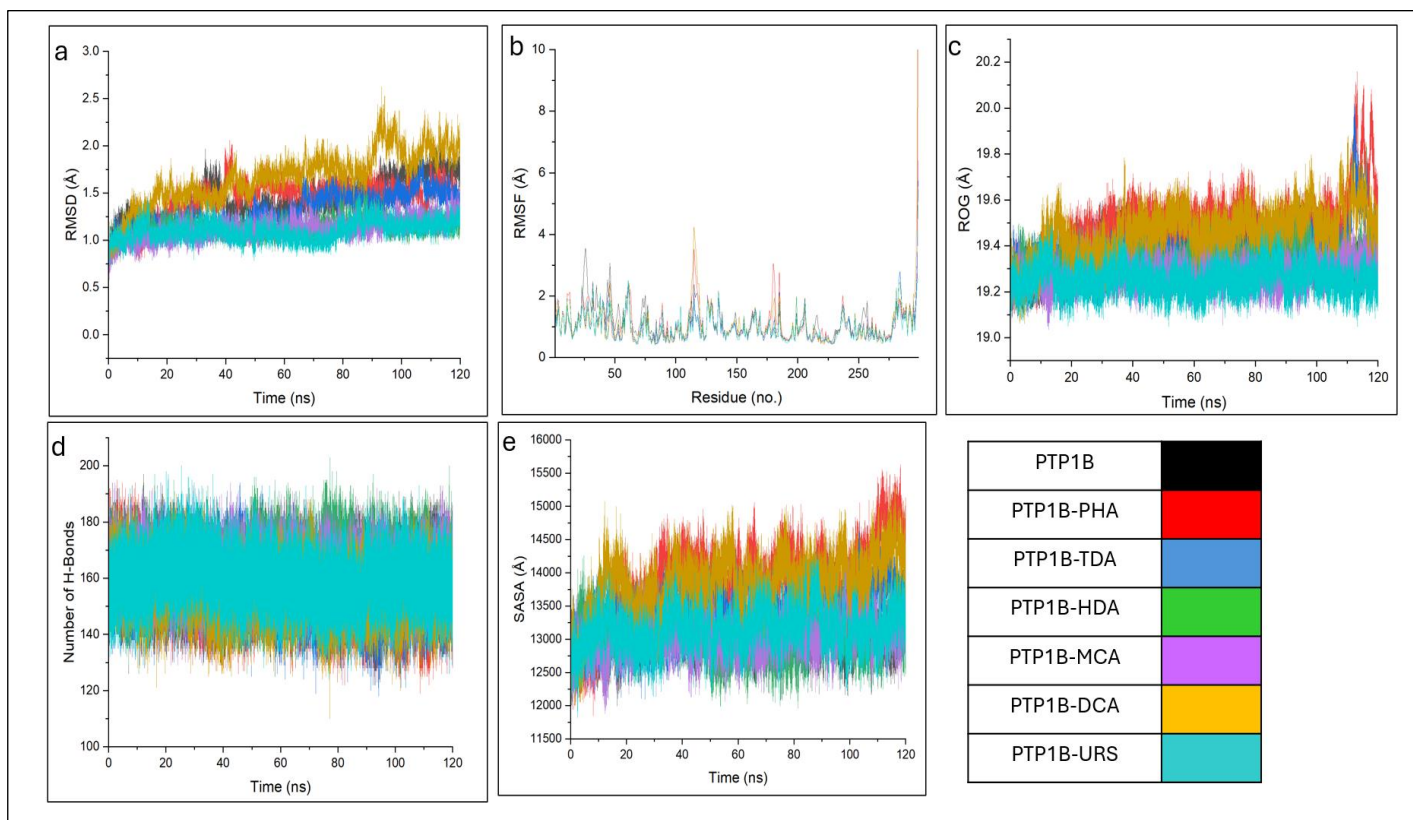 a
3.0
2.5
2.0
1.5
1.0
0.5
0.0
RMSD (Å)
0 20 40 60 80 100 120
Time (ns)
b
10
8
6
4
2
0
RMSF (Å)
50 100 150 200 250
Residue (no.)
c
20.2
20.0
19.8
19.6
19.4
19.2
19.0
ROG (Å)
0 20 40 60 80 100 120
Time (ns)
d
200
180
160
140
120
100
Number of H-Bonds
0 20 40 60 80 100 120
Time (ns)
e
16000
15500
15000
14500
14000
13500
13000
12500
12000
11500
SASA (Å)
0 20 40 60 80 100 120
Time (ns)
PTP1B
PTP1B-PHA
PTP1B-TDA
PTP1B-HDA
PTP1B-MCA
PTP1B-DCA
PTP1B-URS